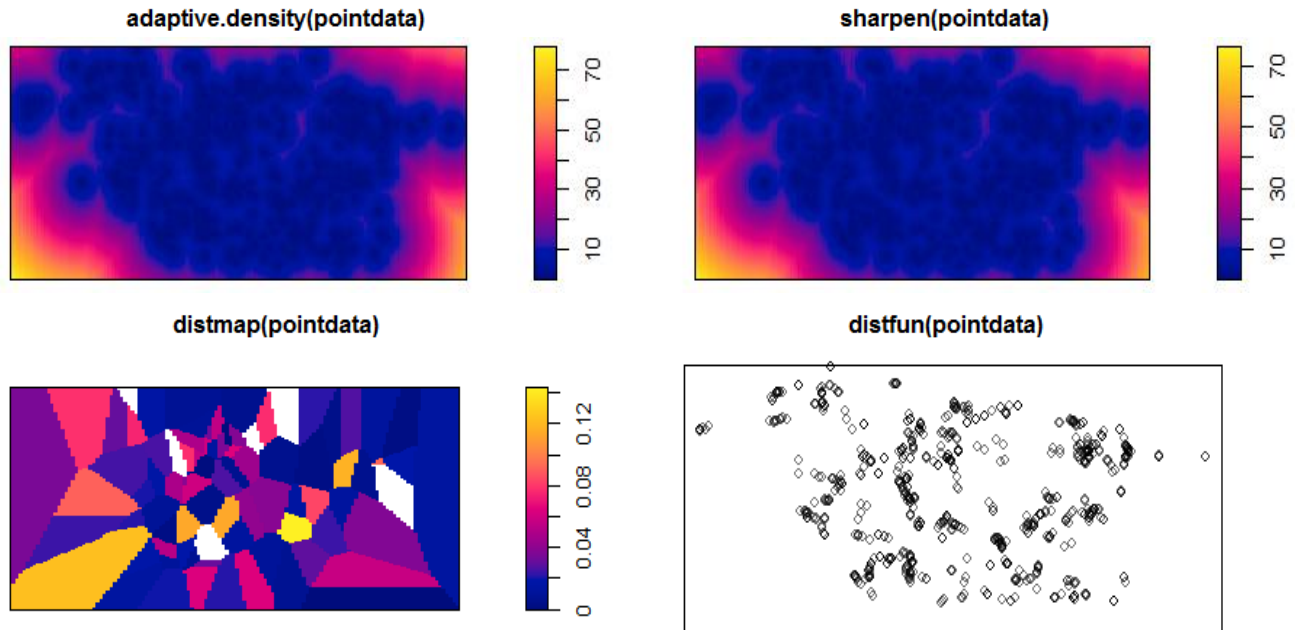 adaptive.density(pointdata)
sharpen(pointdata)
10 30 50 70
10 30 50 70
distmap(pointdata)
distfun(pointdata)
0 0.04 0.08 0.12